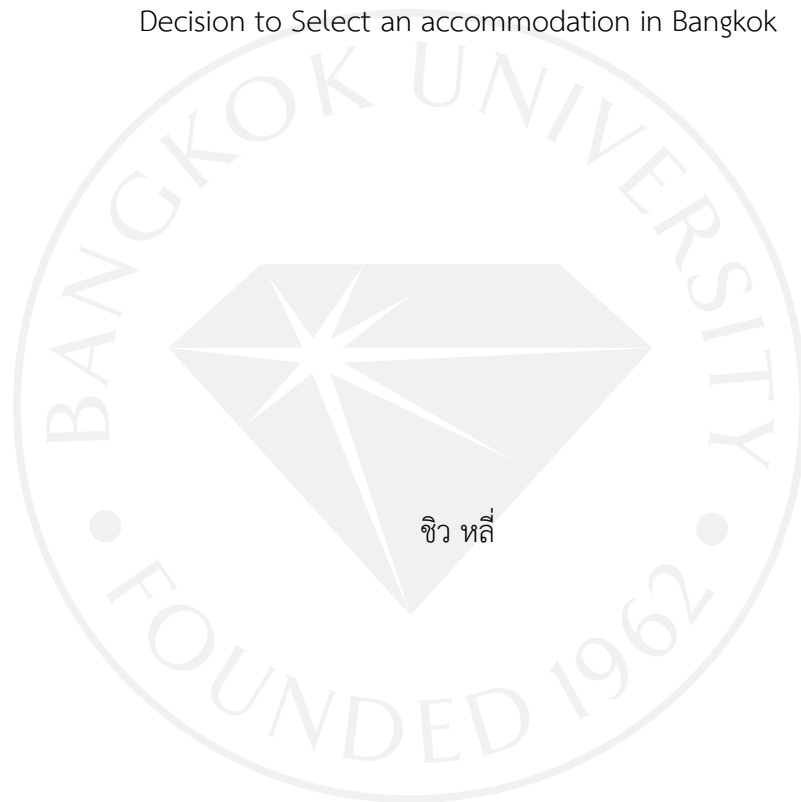 Decision to Select an accommodation in Bangkok
BANGKOK UNIVERSITY
ชิว หลี่
• FOUNDED 1962 •